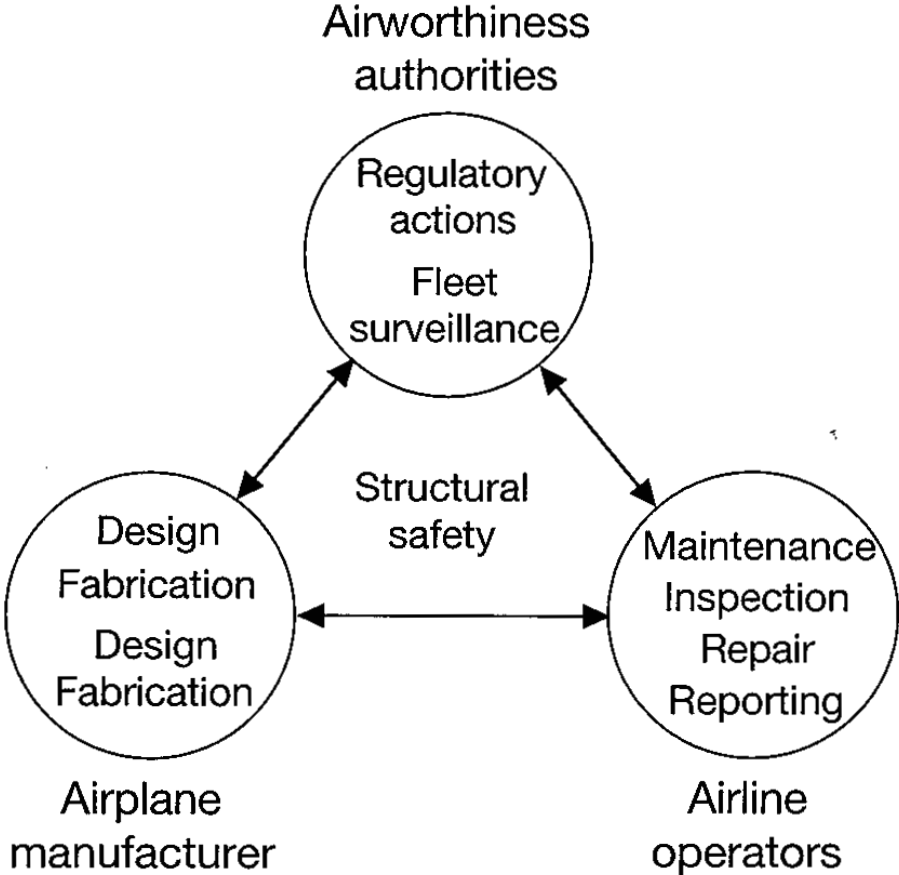 Airworthiness
authorities
Regulatory
actions
Fleet
surveillance
Structural
safety
Design
Fabrication
Design
Fabrication
Maintenance
Inspection
Repair
Reporting
Airplane
manufacturer
Airline
operators